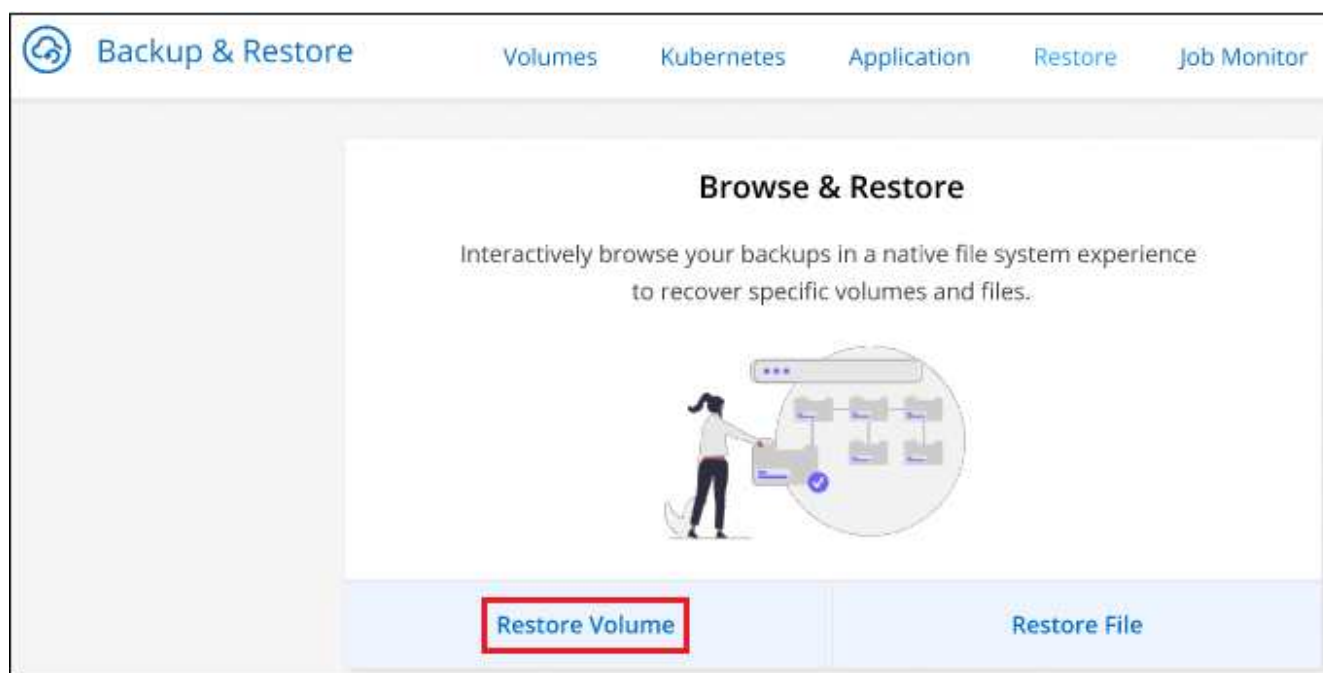 Backup & Restore
Volumes
Kubernetes
Application
Restore
Job Monitor
Browse & Restore
Interactively browse your backups in a native file system experience
to recover specific volumes and files.
Restore Volume
Restore File